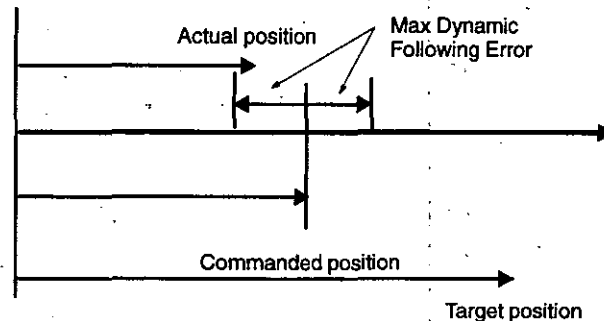 Actual position
Max Dynamic
Following Error
Commanded position
Target position